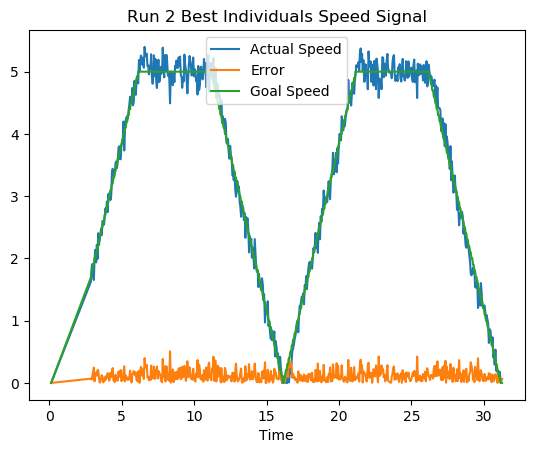 Run 2 Best Individuals Speed Signal
Actual Speed
Error
Goal Speed
5
4
3
2
1
0
0 5 10 15 20 25 30
Time